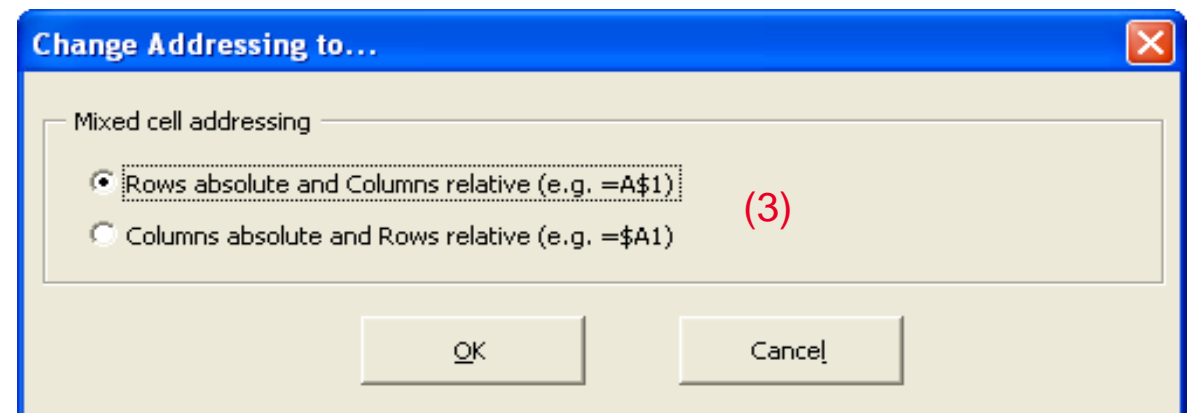 Change Addressing to...
Mixed cell addressing
Rows absolute and Columns relative (e.g. =A$1)
(3)
Columns absolute and Rows relative (e.g. =$A1)
OK Cancel